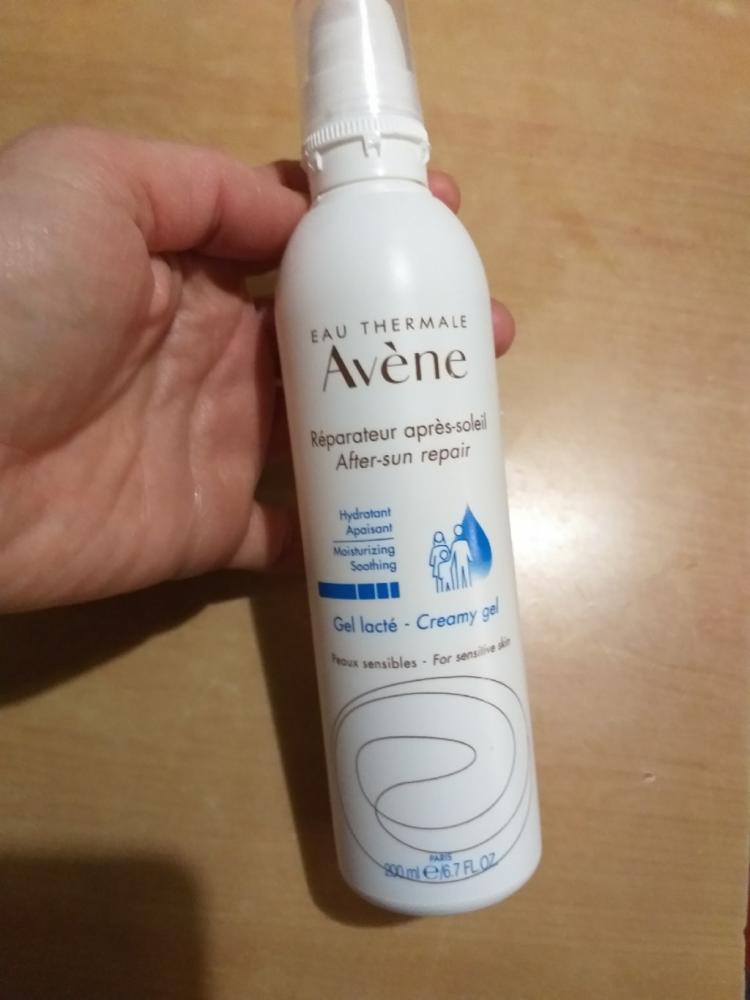 EAU THERMALE
Avène
Réparateur après-soleil
After-sun repair
Hydratant
Apaisant
Moisturizing
Soothing
Gel lacté - Creamy gel
Peaux sensibles - For sensitive skin
PARIS
200 ml e/6.7 FL.OZ.